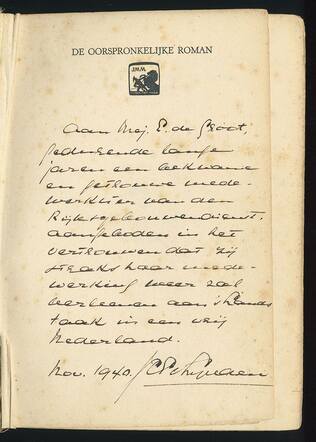 DE OORSPRONKELIJKE ROMAN
Aan Mej. E. de Groot,
gedurende lange
jaren een bekwame
en getrouwe mede-
werkster van den
Rijksgebouwendienst,
aangeboden in het
vertrouwen dat zij
straks haar mede-
werking weer zal
verleenen aan 's lands
taak in een vrij
Nederland.
Nov. 1940.